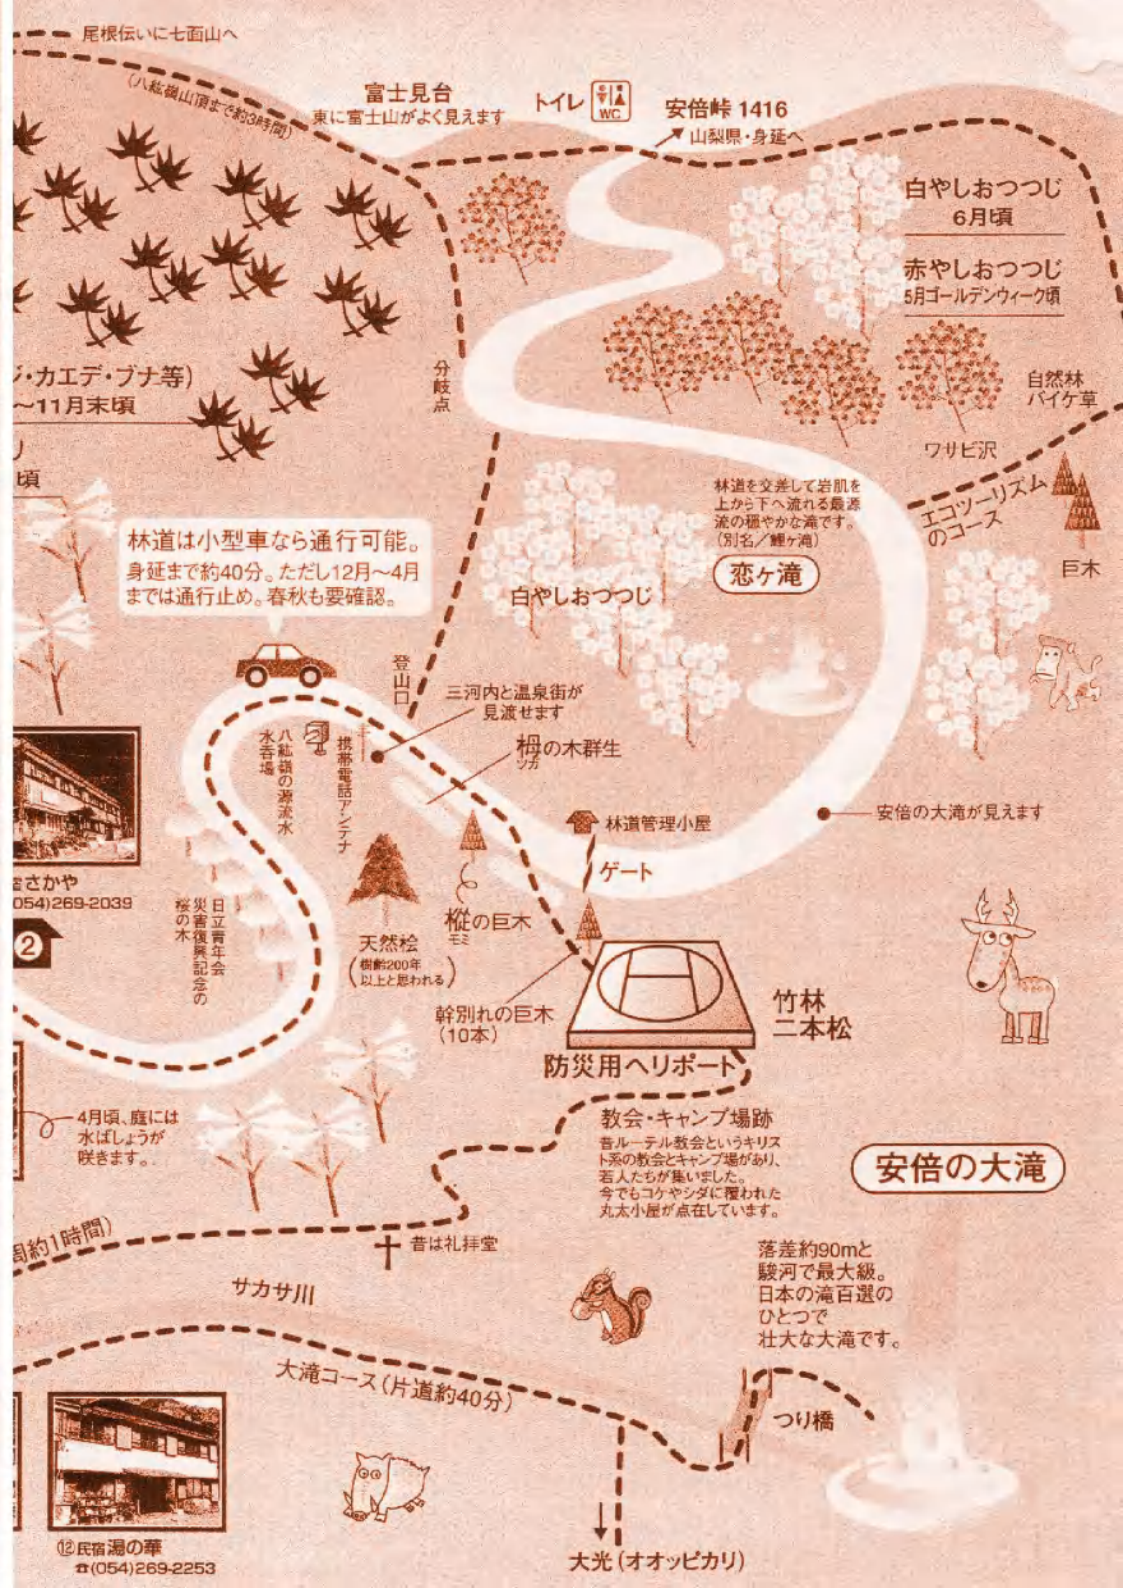 尾根伝いに七面山へ
(八紘嶺山頂まで約3時間)
富士見台
東に富士山がよく見えます
トイレ
WC
安倍峠 1416
山梨県・身延へ
白やしおつつじ
6月頃
赤やしおつつじ
5月ゴールデンウィーク頃
自然林
バイケ草
ワサビ沢
分岐点
ジ・カエデ・ブナ等)
~11月末頃
頃
エコツーリズム
のコース
巨木
林道を交差して岩肌を
上から下へ流れる最源
流の穏やかな滝です。
(別名/鯉ヶ滝)
恋ヶ滝
白やしおつつじ
林道は小型車なら通行可能。
身延まで約40分。ただし12月~4月
までは通行止め。春秋も要確認。
登山口
三河内と温泉街が
見渡せます
栂の木群生
ツガ
携帯電話アンテナ
八紘嶺の源流水
水呑場
安倍の大滝が見えます
林道管理小屋
ゲート
さかや
(054)269-2039
2
日立青年会
災害復興記念の
桜の木
天然桧
(樹齢200年
以上と思われる)
樅の巨木
モミ
幹別れの巨木
(10本)
竹林
二本松
防災用ヘリポート
4月頃、庭には
水ばしょうが
咲きます。
教会・キャンプ場跡
昔ルーテル教会というキリス
ト系の教会とキャンプ場があり、
若人たちが集いました。
今でもコケやシダに覆われた
丸太小屋が点在しています。
安倍の大滝
周約1時間)
昔は礼拝堂
サカサ川
落差約90mと
駿河で最大級。
日本の滝百選の
ひとつで
壮大な大滝です。
大滝コース(片道約40分)
つり橋
⑫民宿湯の華
☎(054)269-2253
大光(オオッピカリ)